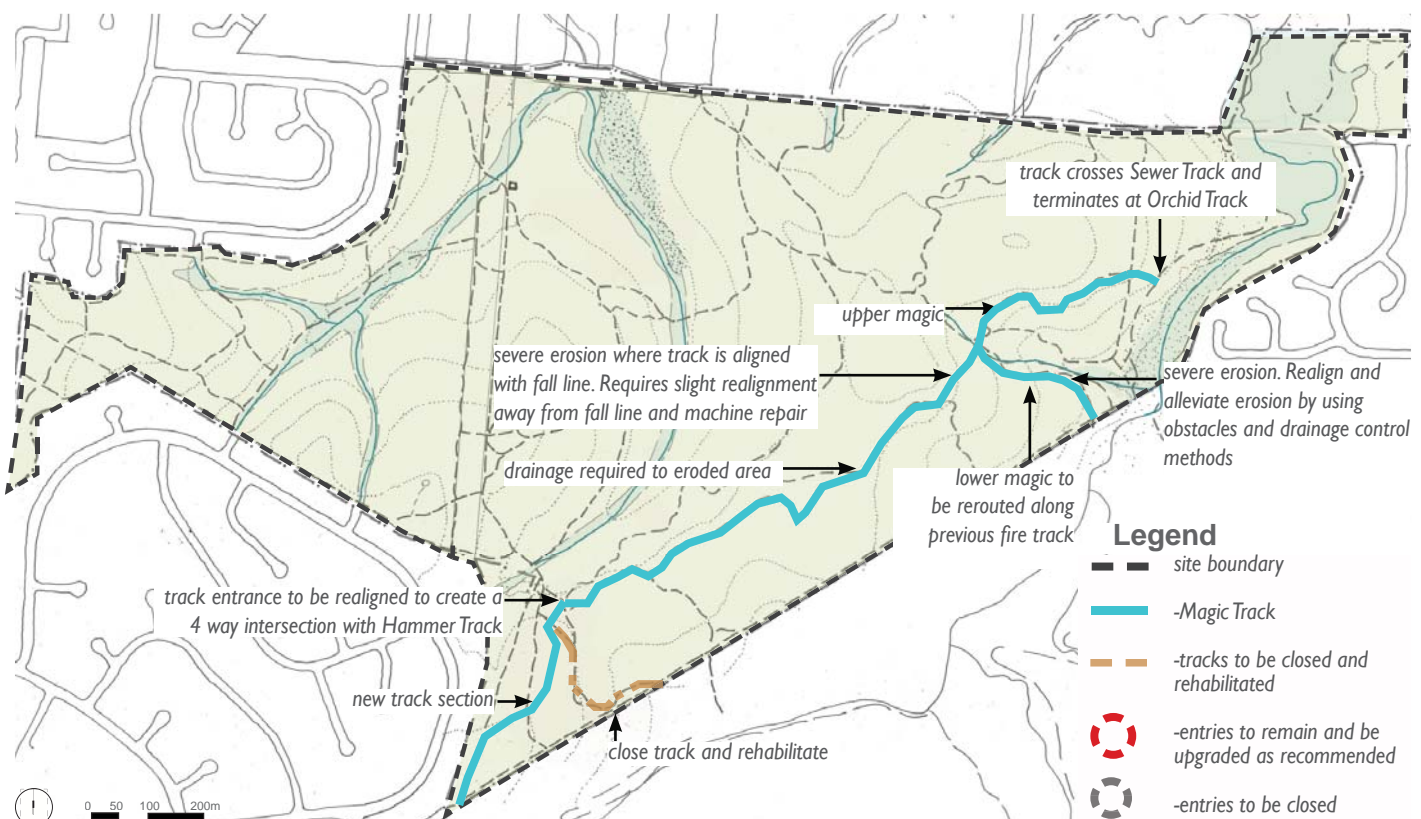 track crosses Sewer Track and
terminates at Orchid Track
upper magic
severe erosion where track is aligned
with fall line. Requires slight realignment
away from fall line and machine repair
severe erosion. Realign and
alleviate erosion by using
obstacles and drainage control
methods
drainage required to eroded area
lower magic to
be rerouted along
previous fire track
track entrance to be realigned to create a
4 way intersection with Hammer Track
new track section
close track and rehabilitate
Legend
site boundary
-Magic Track
-tracks to be closed and
rehabilitated
-entries to remain and be
upgraded as recommended
-entries to be closed
0 50 100 200m